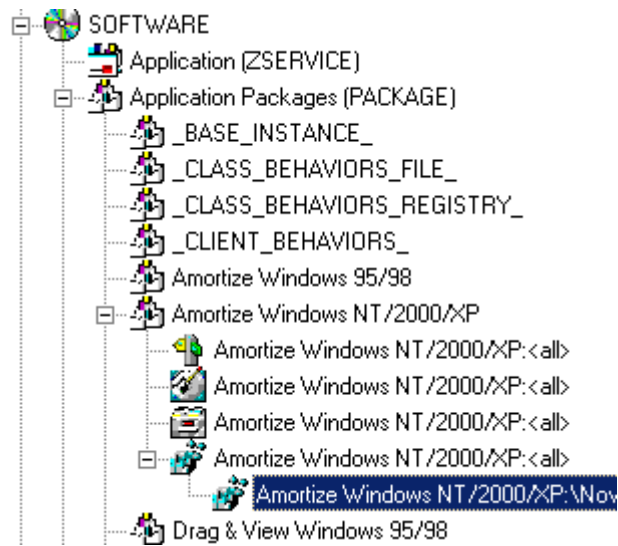 SOFTWARE
Application (ZSERVICE)
Application Packages (PACKAGE)
_BASE_INSTANCE_
_CLASS_BEHAVIORS_FILE_
_CLASS_BEHAVIORS_REGISTRY_
_CLIENT_BEHAVIORS_
Amortize Windows 95/98
Amortize Windows NT/2000/XP
Amortize Windows NT/2000/XP:<all>
Amortize Windows NT/2000/XP:<all>
Amortize Windows NT/2000/XP:<all>
Amortize Windows NT/2000/XP:<all>
Amortize Windows NT/2000/XP:\Nov
Drag & View Windows 95/98